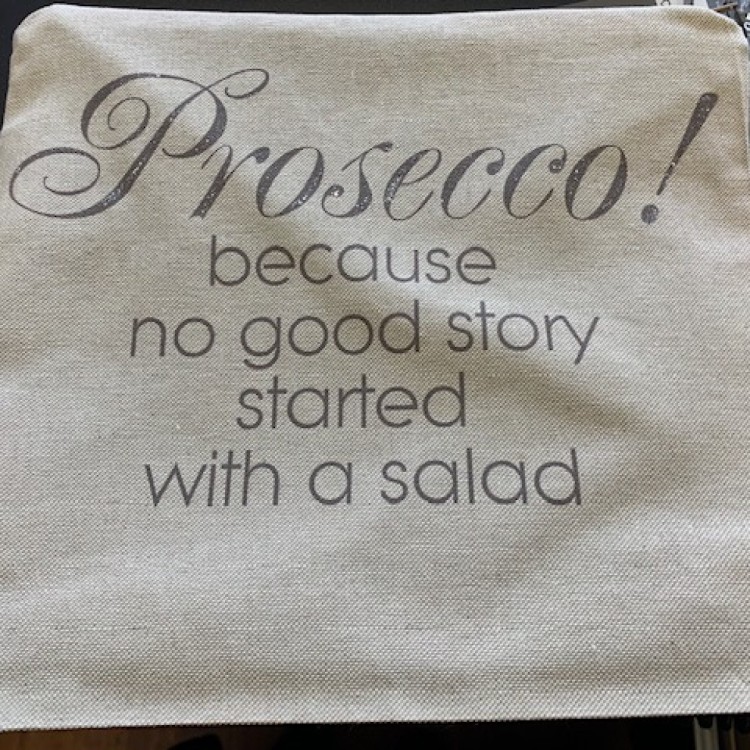 Prosecco!
because
no good story
started
with a salad